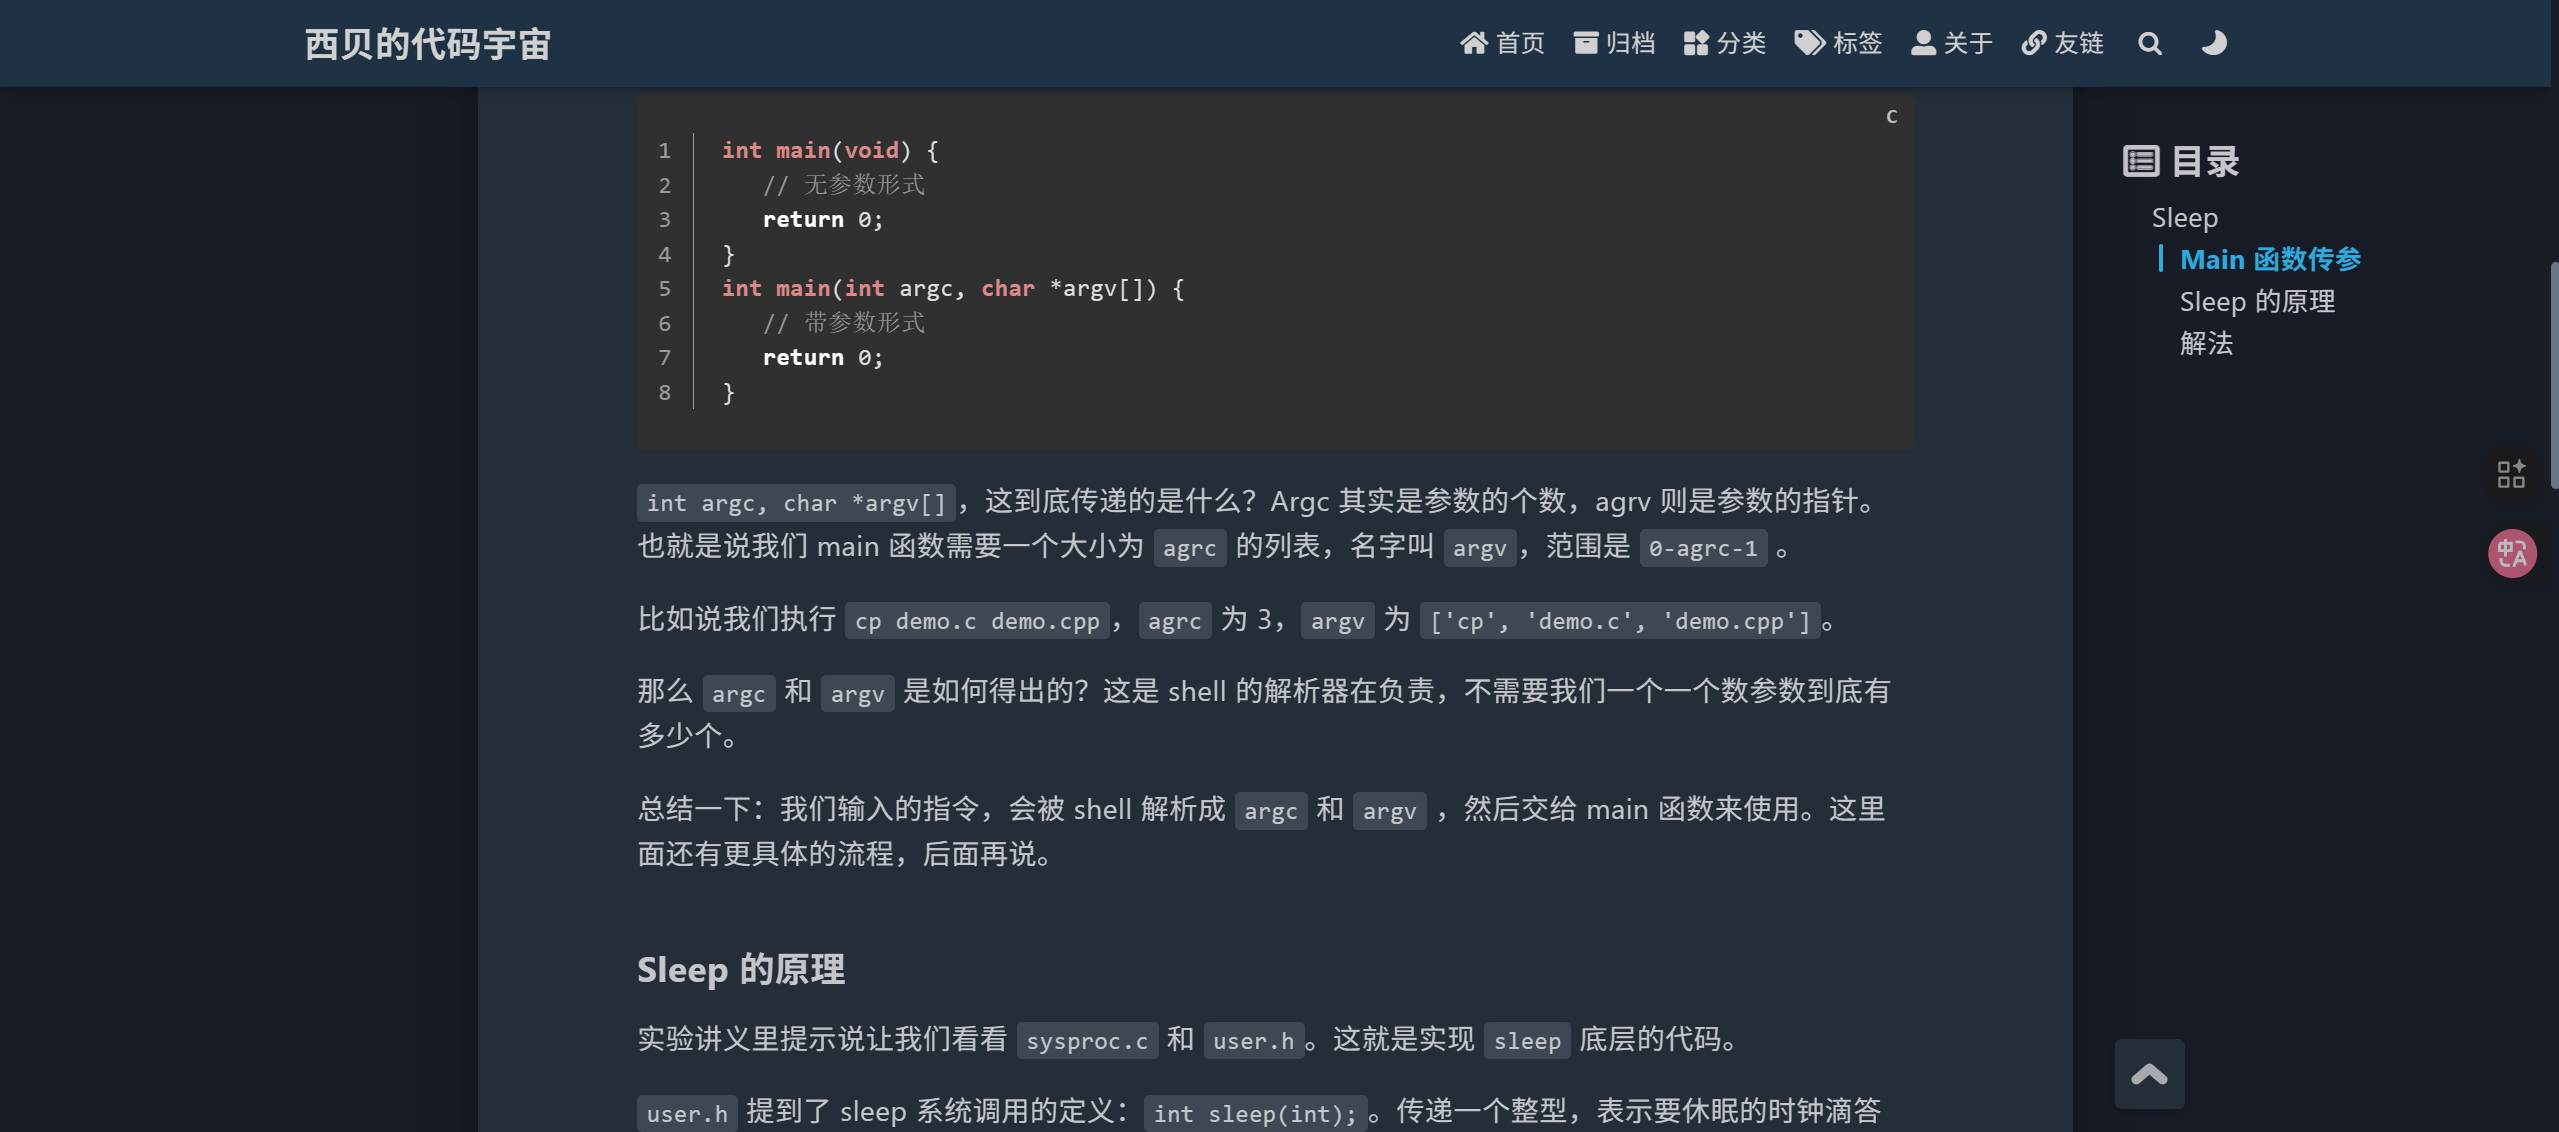 西贝的代码宇宙
首页 归档 分类 标签 关于 友链
C
1 int main(void) {
2 // 无参数形式
3 return 0;
4 }
5 int main(int argc, char *argv[]) {
6 // 带参数形式
7 return 0;
8 }
int argc, char *argv[],这到底传递的是什么?Argc 其实是参数的个数,agrv 则是参数的指针。
也就是说我们 main 函数需要一个大小为 agrc 的列表,名字叫 argv,范围是 0-agrc-1 。
比如说我们执行 cp demo.c demo.cpp,agrc 为 3,argv 为 ['cp', 'demo.c', 'demo.cpp']。
那么 argc 和 argv 是如何得出的?这是 shell 的解析器在负责,不需要我们一个一个数参数到底有
多少个。
总结一下:我们输入的指令,会被 shell 解析成 argc 和 argv ,然后交给 main 函数来使用。这里
面还有更具体的流程,后面再说。
Sleep 的原理
实验讲义里提示说让我们看看 sysproc.c 和 user.h。这就是实现 sleep 底层的代码。
user.h 提到了 sleep 系统调用的定义:int sleep(int);。传递一个整型,表示要休眠的时钟滴答
目录
Sleep
Main 函数传参
Sleep 的原理
解法
中A